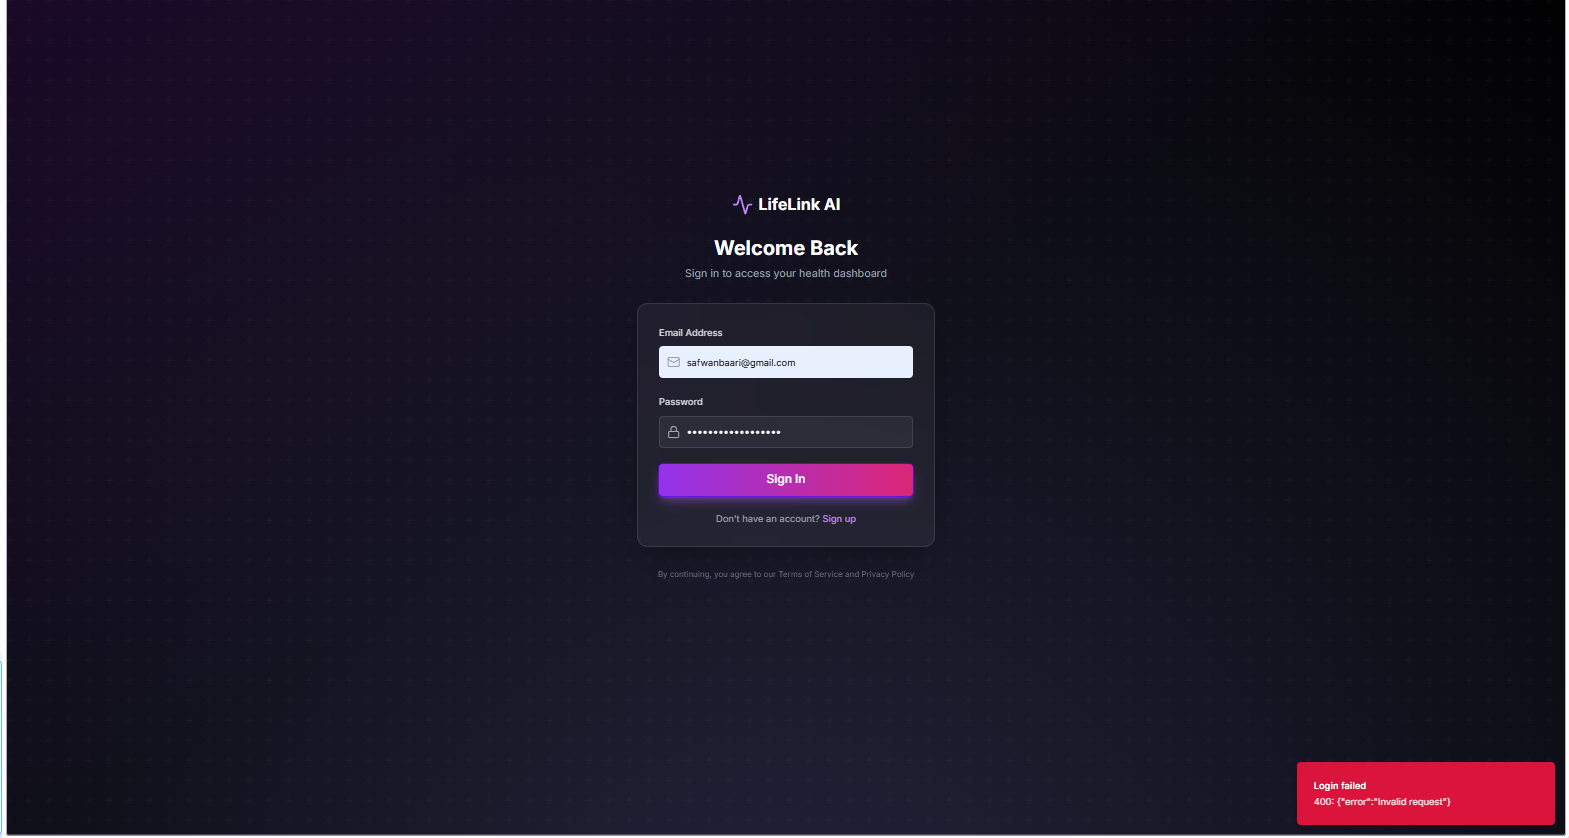 LifeLink AI
Welcome Back
Sign in to access your health dashboard
Email Address
safwanbaari@gmail.com
Password
••••••••••••••••••
Sign In
Don't have an account? Sign up
By continuing, you agree to our Terms of Service and Privacy Policy
Login failed
400: {"error":"Invalid request"}